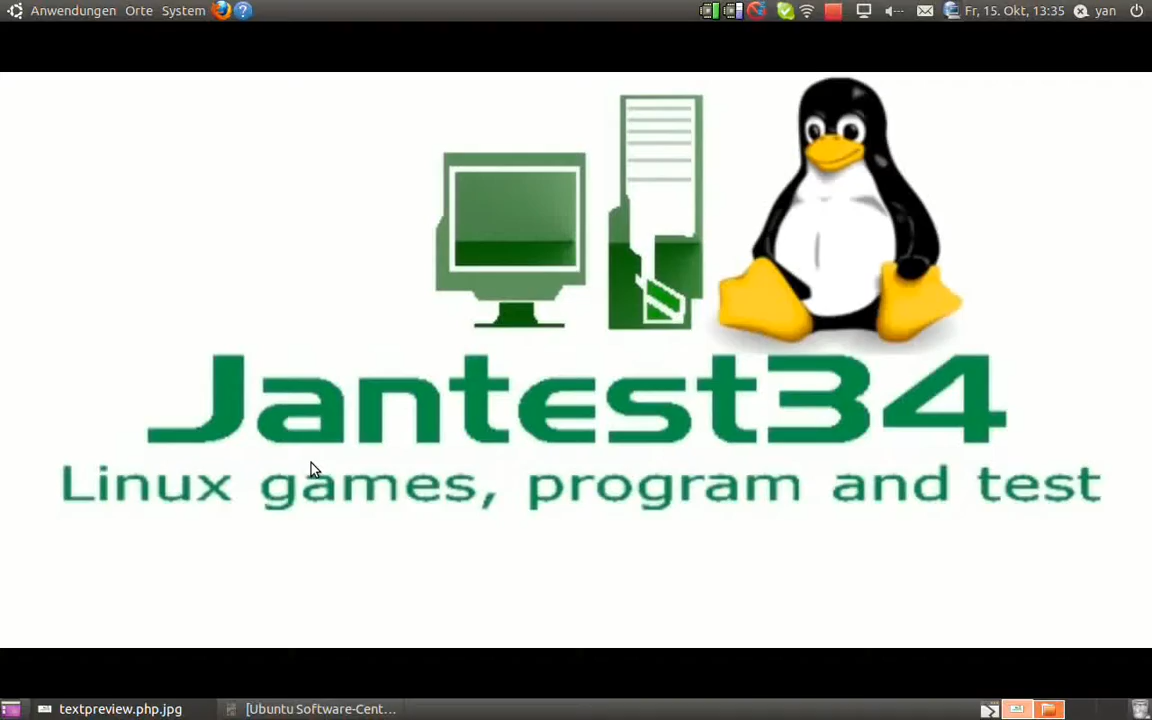 Anwendungen Orte System Fr, 15. Okt, 13:35 yan
Jantest34
Linux games, program and test
textpreview.php.jpg [Ubuntu Software-Cent...